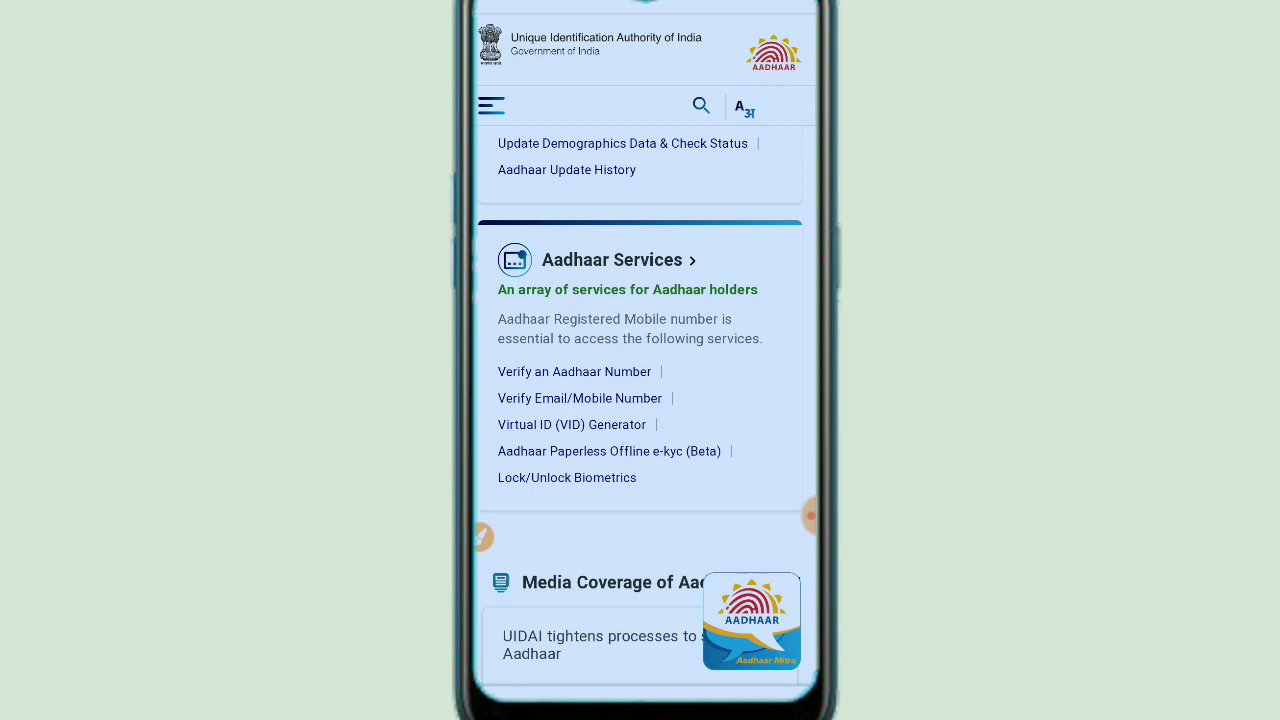 Unique Identification Authority of India
Government of India
AADHAAR
A अ
Update Demographics Data & Check Status
Aadhaar Update History
Aadhaar Services
An array of services for Aadhaar holders
Aadhaar Registered Mobile number is
essential to access the following services.
Verify an Aadhaar Number
Verify Email/Mobile Number
Virtual ID (VID) Generator
Aadhaar Paperless Offline e-kyc (Beta)
Lock/Unlock Biometrics
Media Coverage of
UIDAI tightens processes to
Aadhaar
AADHAAR
Aadhaar Mitra